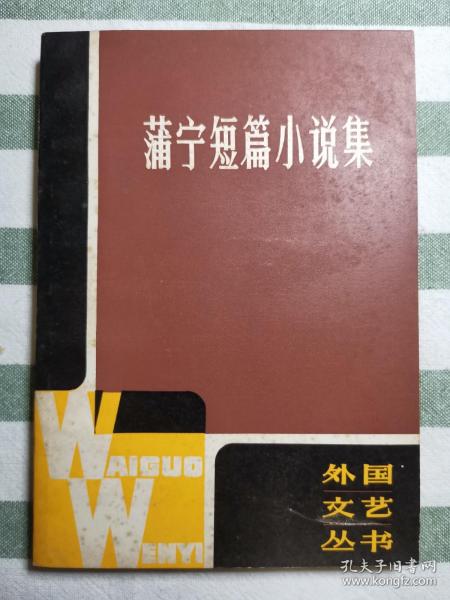 蒲宁短篇小说集
WAIGUO
WENYI
外国
文艺
丛书
孔夫子旧书网
www.kongfz.com